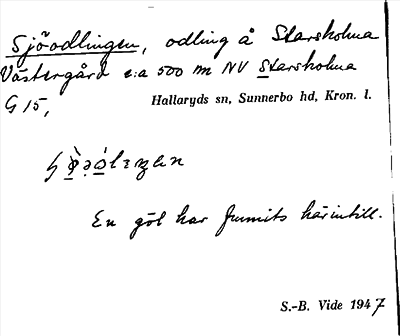 Sjöodlingen, odling å Starsholma
Västergård c:a 500 m NV Starsholma
G 15,
Hallaryds sn, Sunnerbo hd, Kron. l.
En göl har funnits härintill.
S.-B. Vide 1947